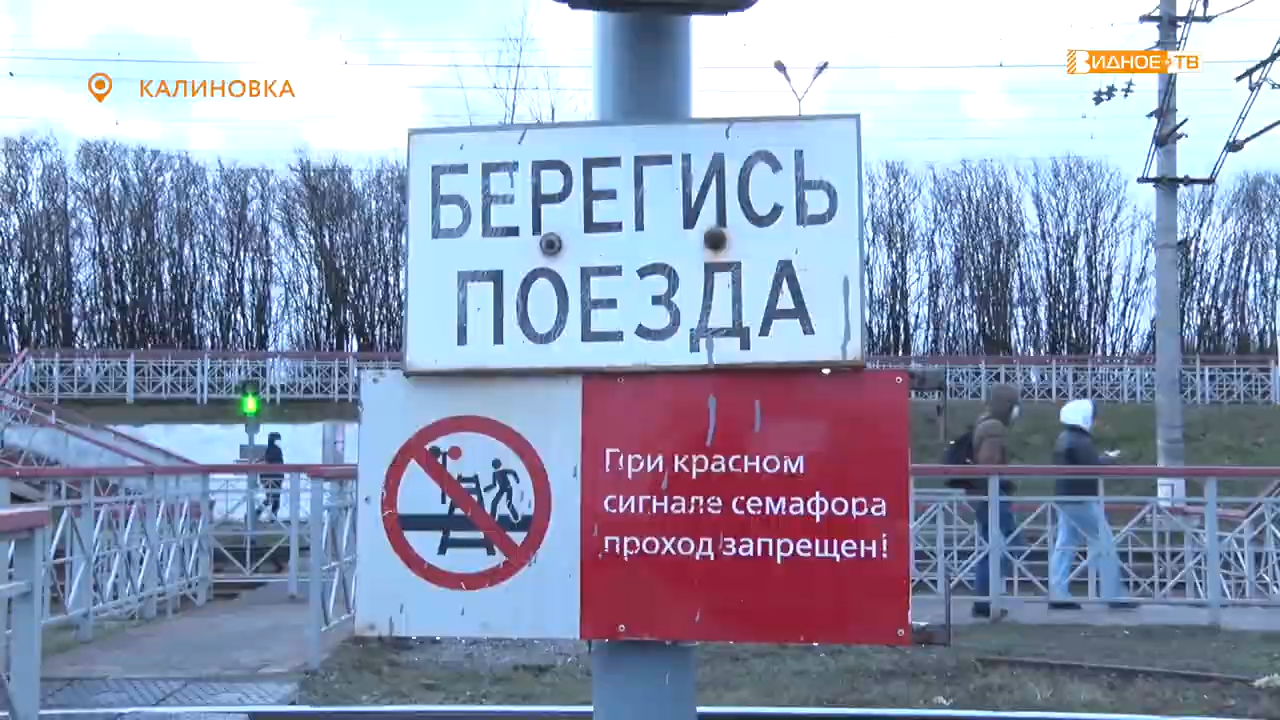 КАЛИНОВКА
ВИДНОЕ ТВ
БЕРЕГИСЬ
ПОЕЗДА
При красном
сигнале семафора
проход запрещен!